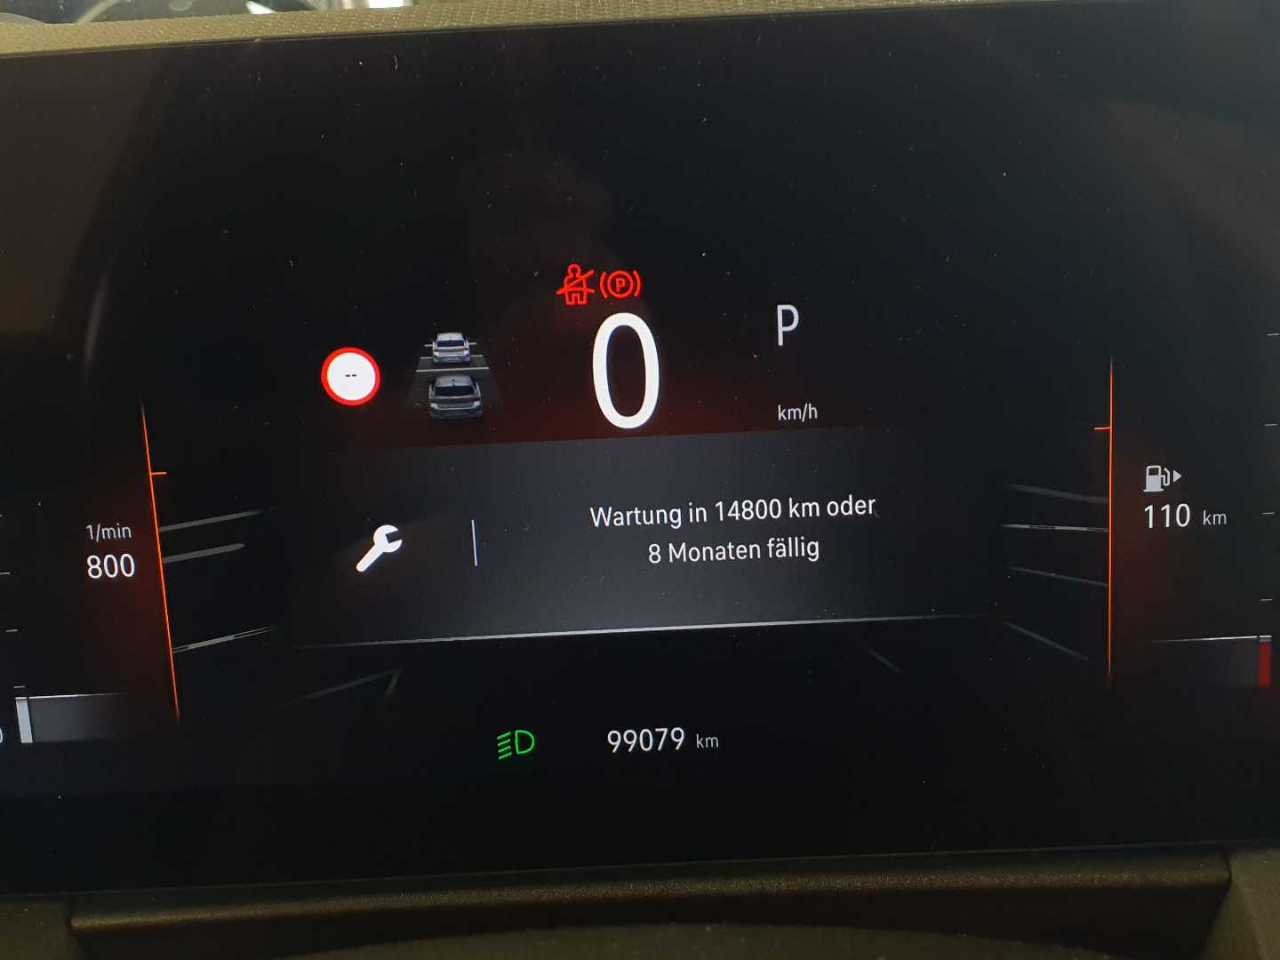 P
0
--
km/h
Wartung in 14800 km oder
8 Monaten fällig
1/min
800
110 km
99079 km